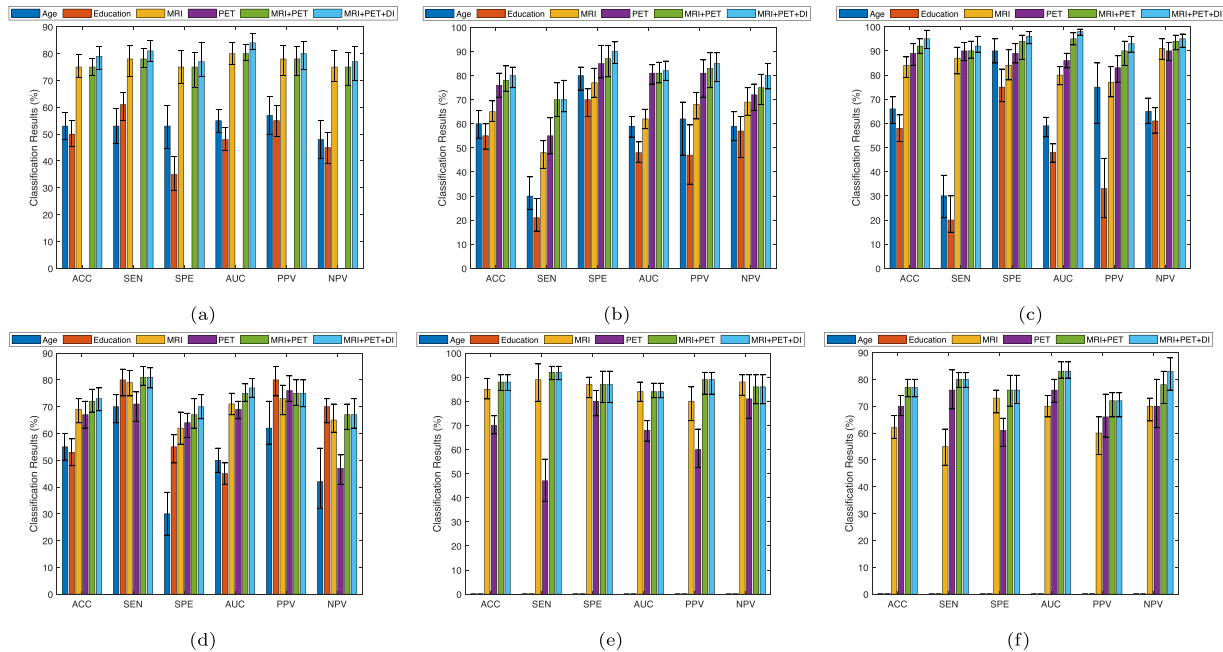 Age Education MRI PET MRI+PET MRI+PET+DI
90
80
70
60
50
40
30
20
10
0
Classification Results (%)
ACC SEN SPE AUC PPV NPV
(a)
Age Education MRI PET MRI+PET MRI+PET+DI
100
90
80
70
60
50
40
30
20
10
0
Classification Results (%)
ACC SEN SPE AUC PPV NPV
(b)
Age Education MRI PET MRI+PET MRI+PET+DI
100
90
80
70
60
50
40
30
20
10
0
Classification Results (%)
ACC SEN SPE AUC PPV NPV
(c)
Age Education MRI PET MRI+PET MRI+PET+DI
90
80
70
60
50
40
30
20
10
0
Classification Results (%)
ACC SEN SPE AUC PPV NPV
(d)
Age Education MRI PET MRI+PET MRI+PET+DI
100
90
80
70
60
50
40
30
20
10
0
Classification Results (%)
ACC SEN SPE AUC PPV NPV
(e)
Age Education MRI PET MRI+PET MRI+PET+DI
90
80
70
60
50
40
30
20
10
0
Classification Results (%)
ACC SEN SPE AUC PPV NPV
(f)